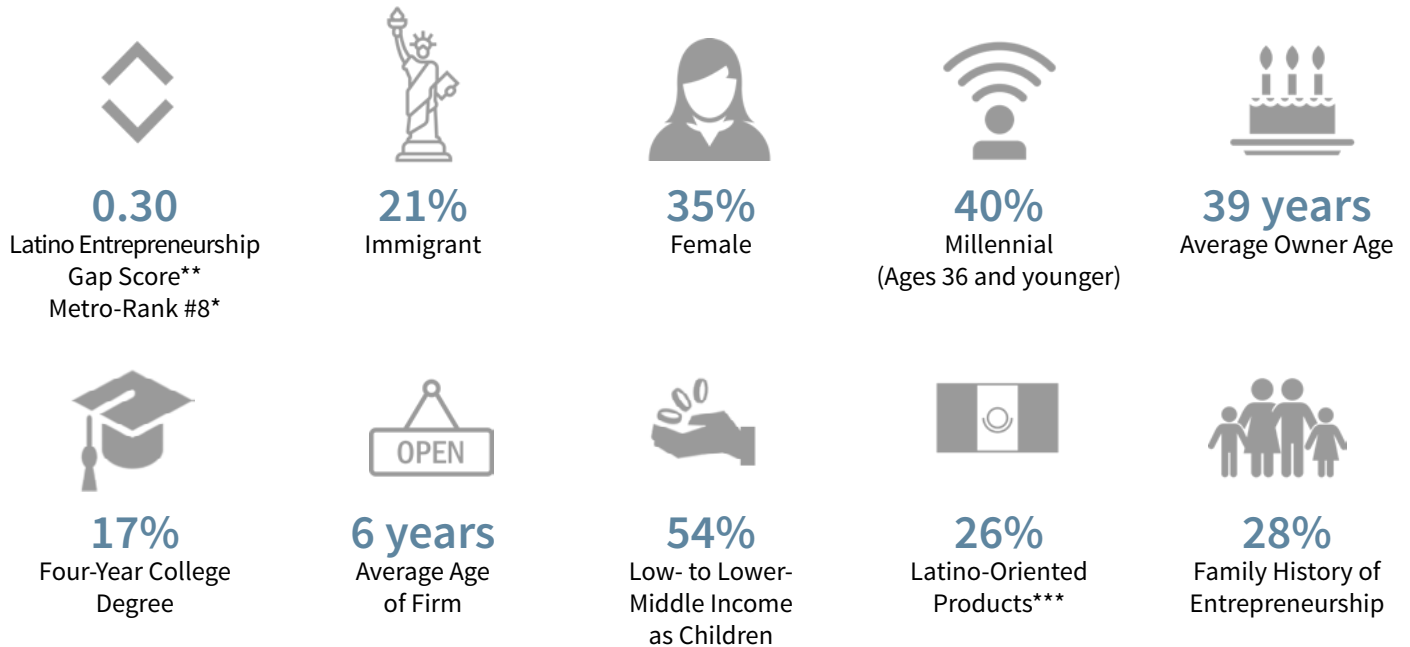 0.30
Latino Entrepreneurship
Gap Score**
Metro-Rank #8*
21%
Immigrant
35%
Female
40%
Millennial
(Ages 36 and younger)
39 years
Average Owner Age
17%
Four-Year College
Degree
OPEN
6 years
Average Age
of Firm
54%
Low- to Lower-
Middle Income
as Children
26%
Latino-Oriented
Products***
28%
Family History of
Entrepreneurship